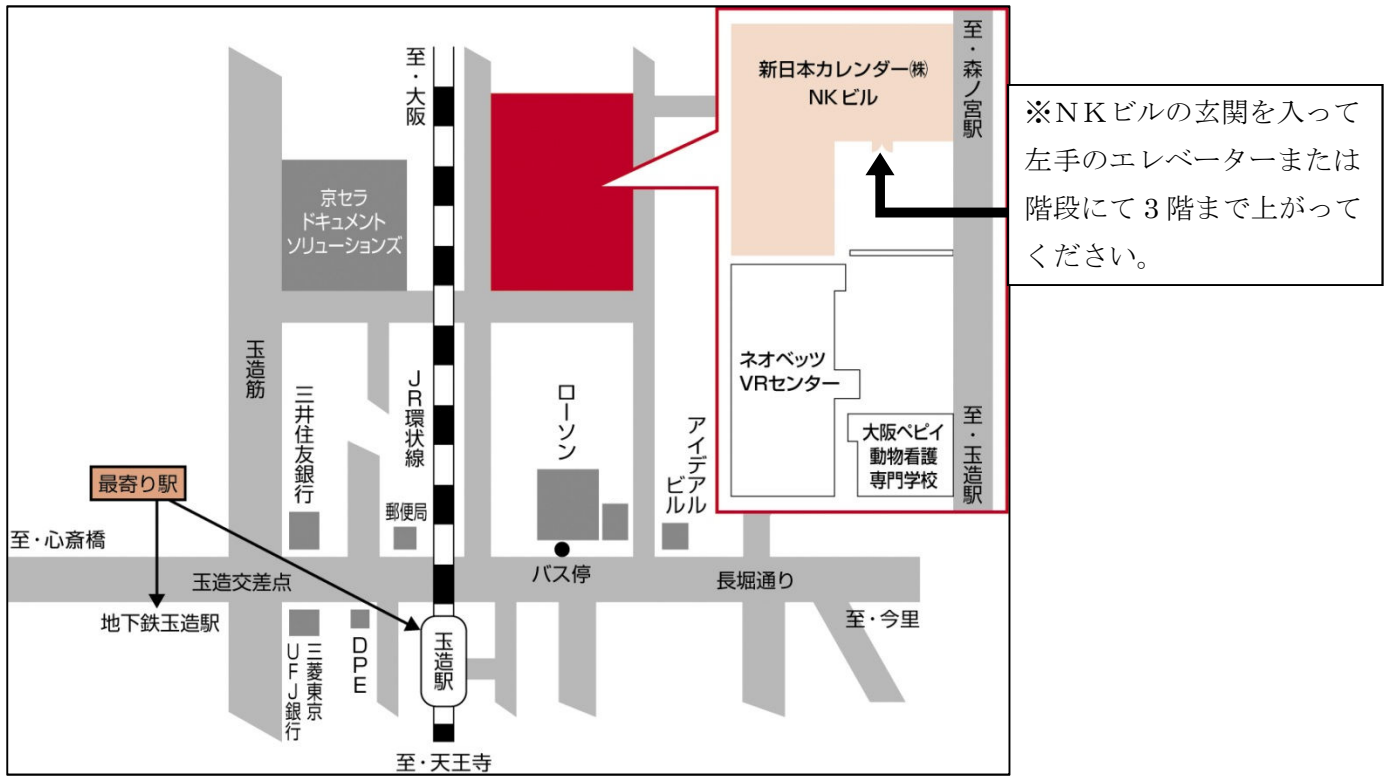 至・大阪
新日本カレンダー㈱
NKビル
至・森ノ宮駅
※NKビルの玄関を入って
左手のエレベーターまたは
階段にて3階まで上がって
ください。
京セラ
ドキュメント
ソリューションズ
玉造筋
三井住友銀行
JR環状線
ローソン
アイデアル
ビル
ネオベッツ
VRセンター
大阪ペピイ
動物看護
専門学校
至・玉造駅
最寄り駅
郵便局
至・心斎橋
玉造交差点
バス停
長堀通り
地下鉄玉造駅
至・今里
三菱東京
UFJ銀行
DPE
玉造駅
至・天王寺